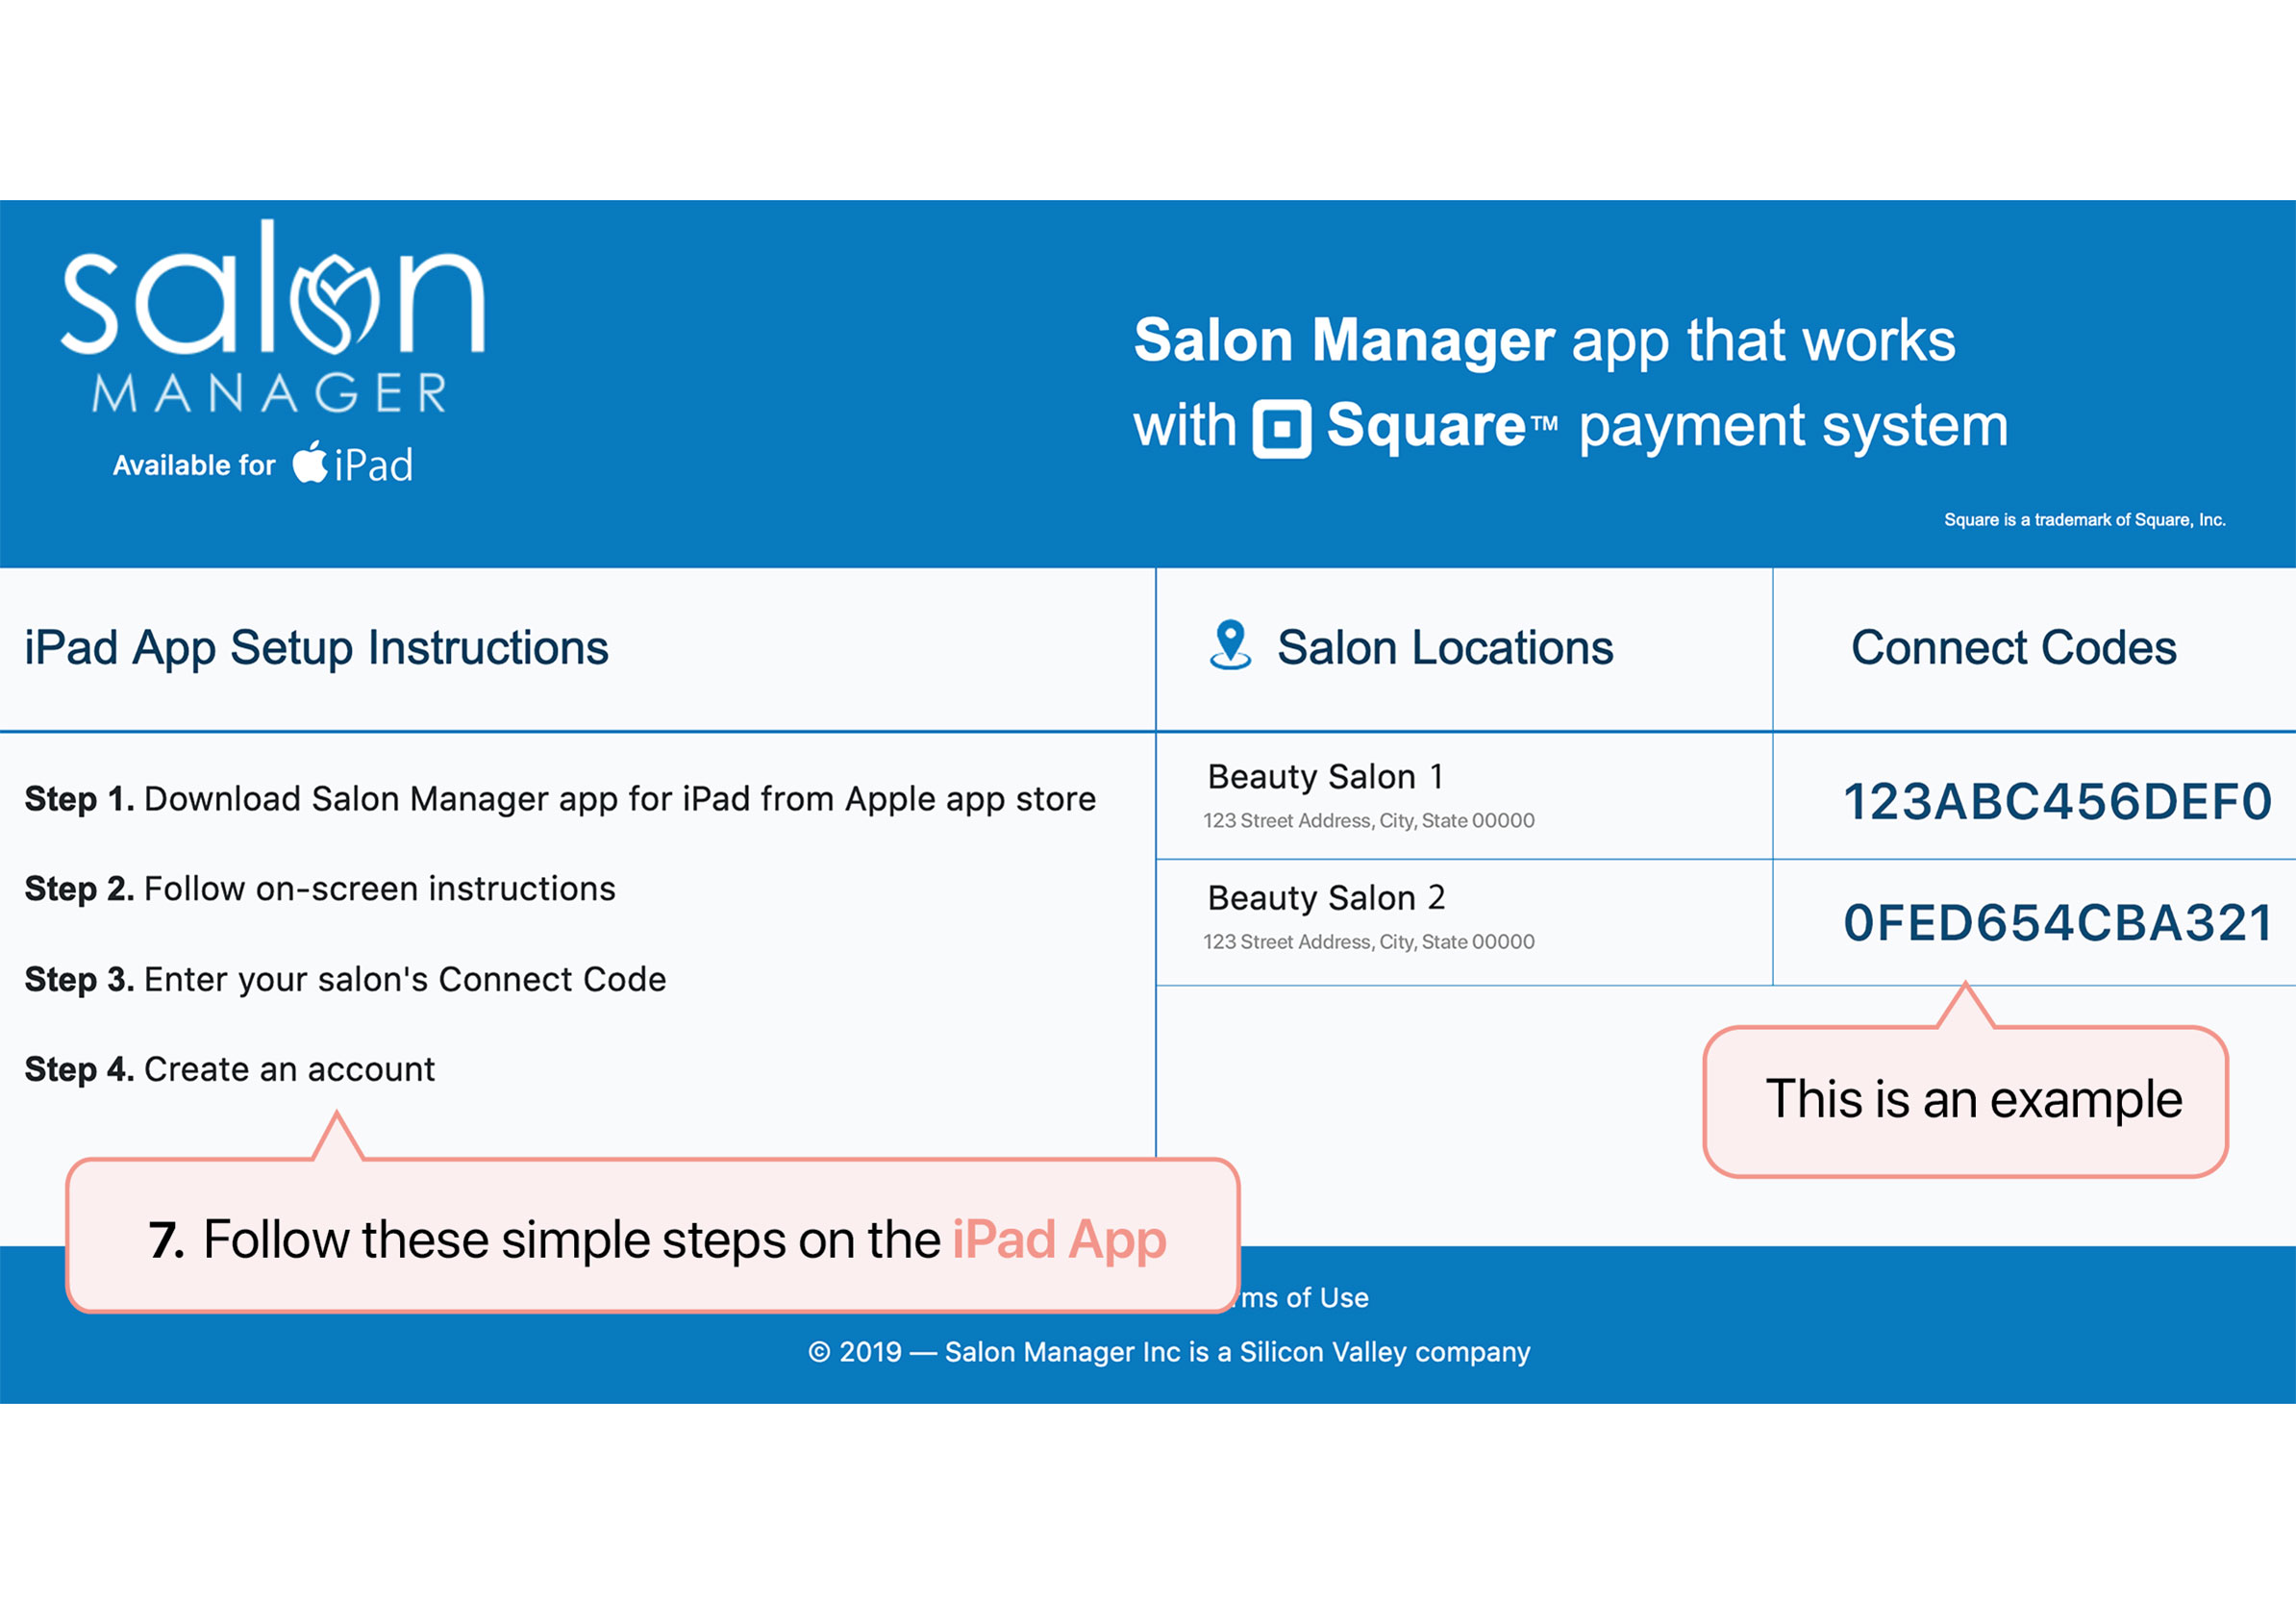 salon
MANAGER
Available for iPad
Salon Manager app that works
with Square™ payment system
Square is a trademark of Square, Inc.
iPad App Setup Instructions
Salon Locations
Connect Codes
Step 1. Download Salon Manager app for iPad from Apple app store
Step 2. Follow on-screen instructions
Step 3. Enter your salon's Connect Code
Step 4. Create an account
Beauty Salon 1
123 Street Address, City, State 00000
123ABC456DEF0
Beauty Salon 2
123 Street Address, City, State 00000
0FED654CBA321
This is an example
7. Follow these simple steps on the iPad App
of Use
© 2019 — Salon Manager Inc is a Silicon Valley company